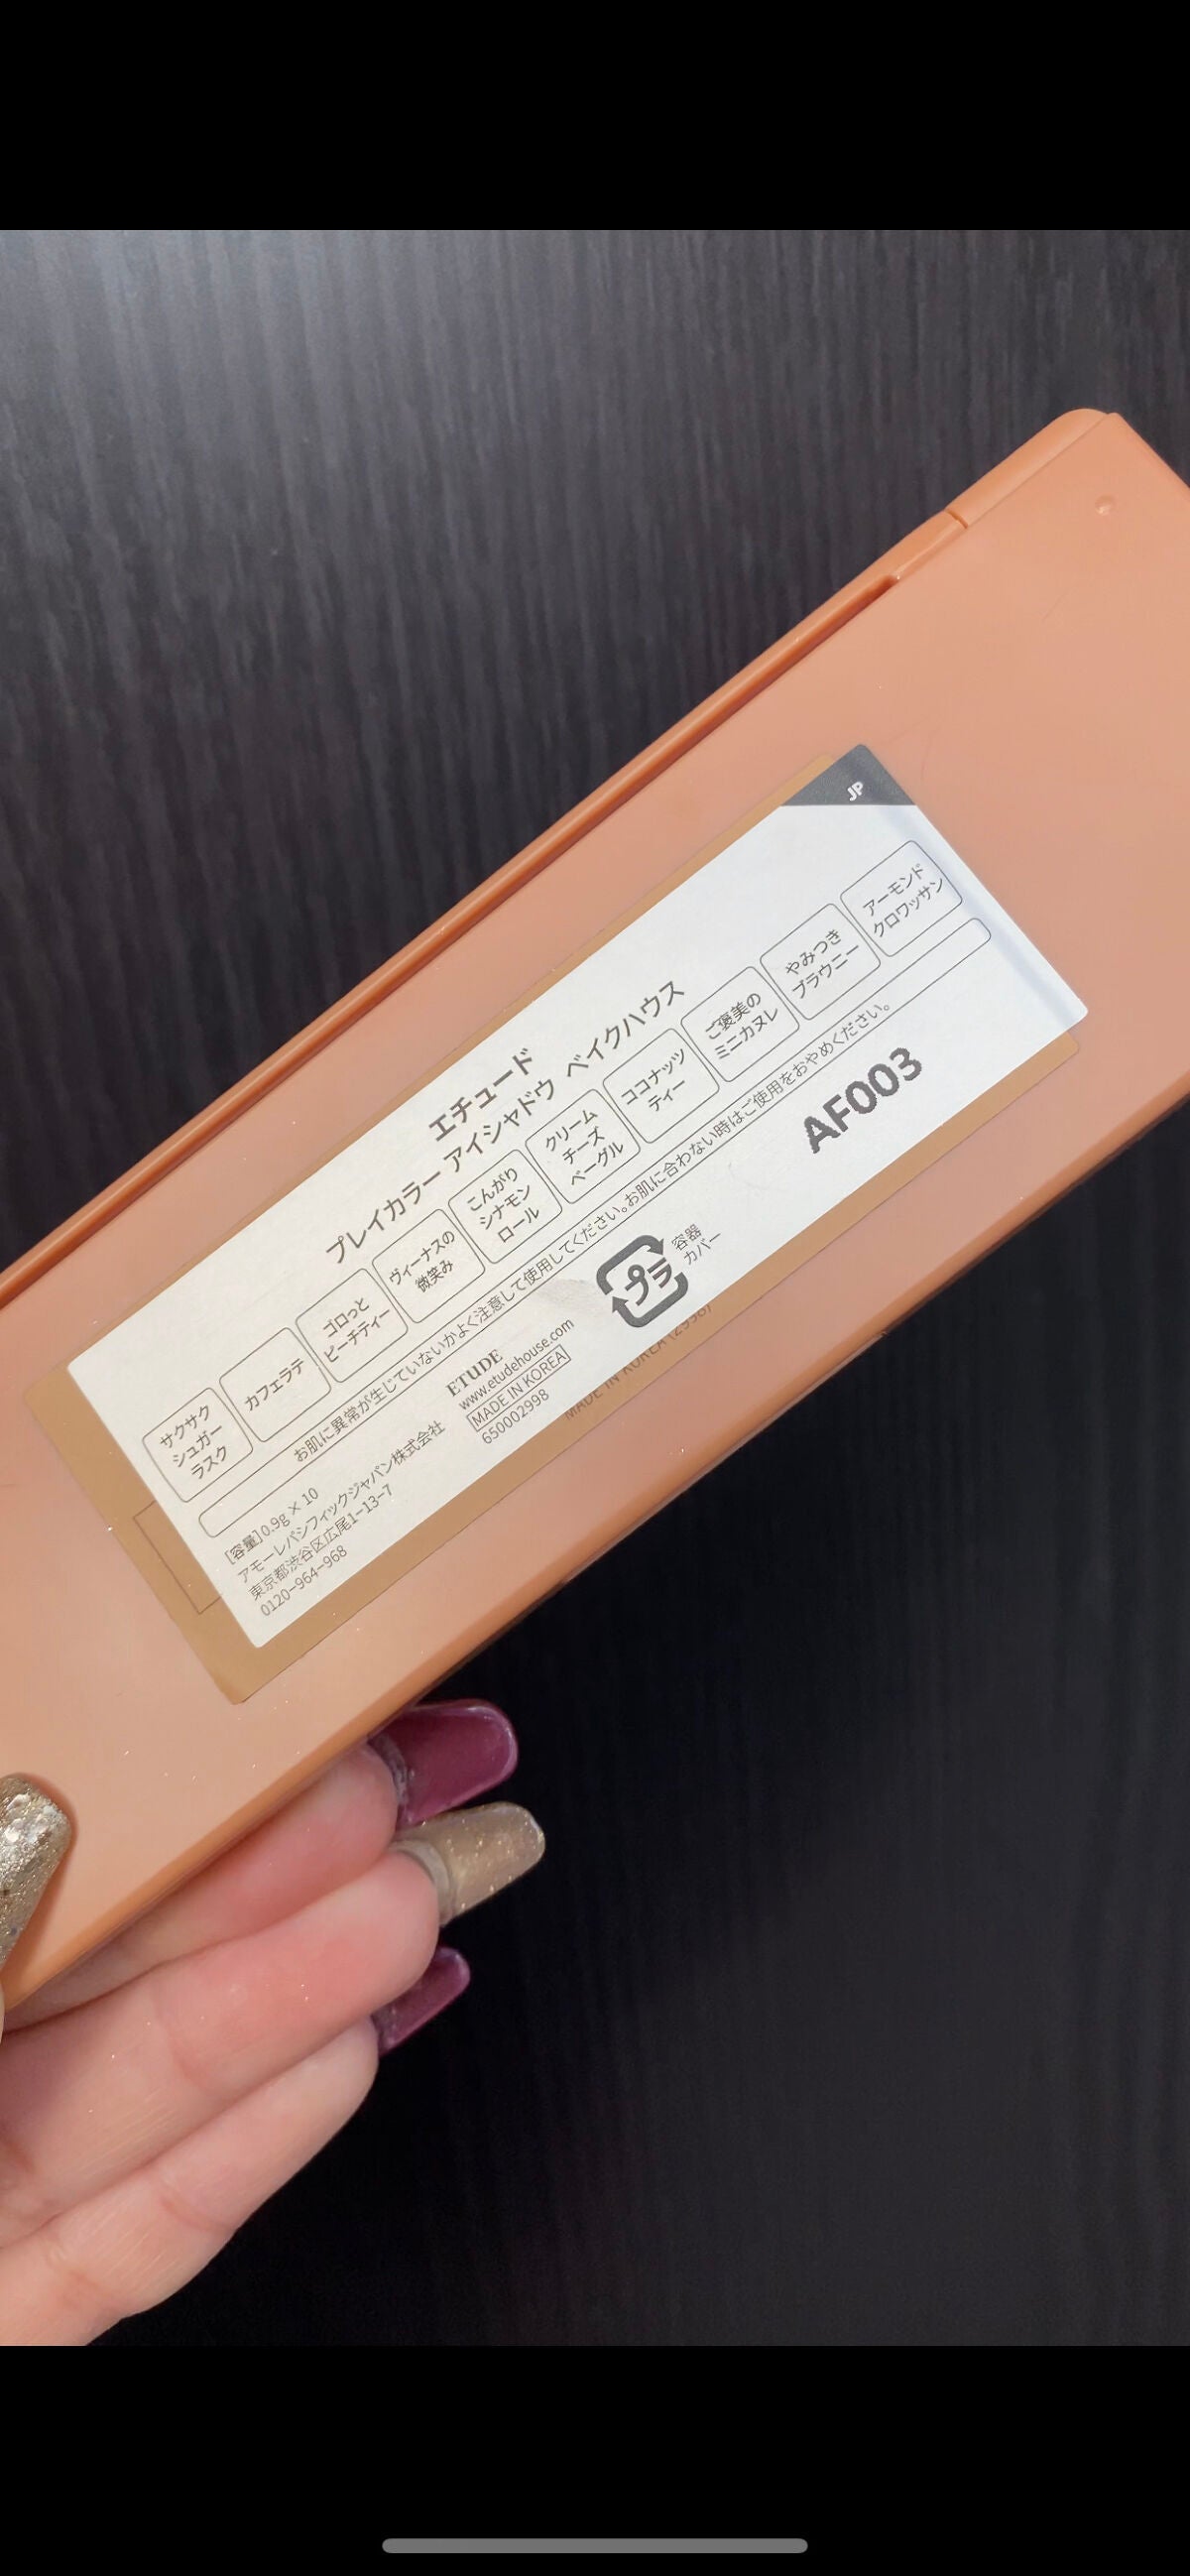 JP
エチュード
プレイカラー アイシャドウ ベイクハウス
サクサク
シュガー
ラスク
カフェラテ
ゴロっと
ピーチティー
ヴィーナスの
微笑み
こんがり
シナモン
ロール
クリーム
チーズ
ベーグル
ココナッツ
ティー
ご褒美の
ミニカヌレ
やみつき
ブラウニー
アーモンド
クロワッサン
お肌に異常が生じていないかよく注意して使用してください。お肌に合わない時はご使用をおやめください。
[容量] 0.9g × 10
アモーレパシフィックジャパン株式会社
東京都渋谷区広尾1-13-7
0120-964-968
ETUDE
www.etudehouse.com
MADE IN KOREA
650002998
プラ
容器
カバー
AF003
MADE IN KOREA (2998)